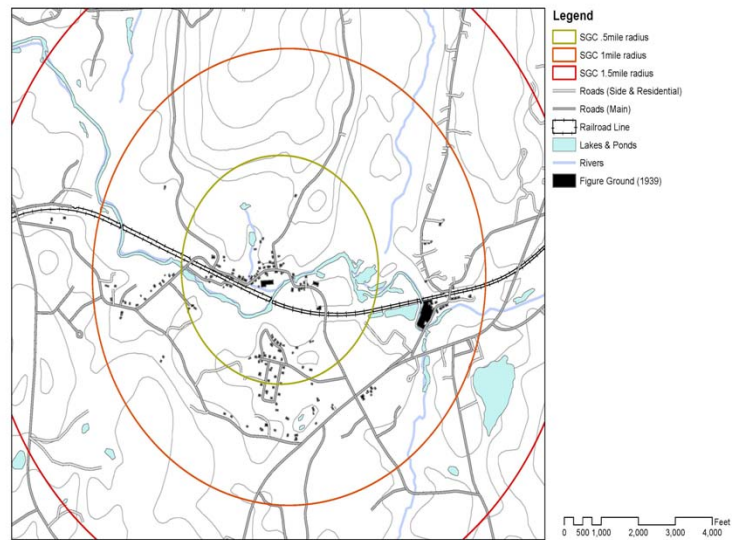 Legend
SGC .5mile radius
SGC 1mile radius
SGC 1.5mile radius
Roads (Side & Residential)
Roads (Main)
Railroad Line
Lakes & Ponds
Rivers
Figure Ground (1939)
Feet
0 500 1,000 2,000 3,000 4,000